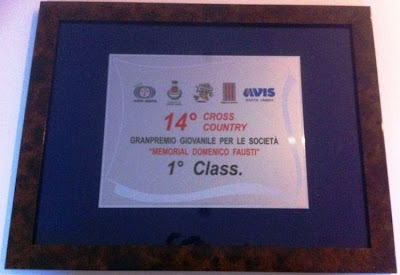 AVIS
14° CROSS COUNTRY
GRANPREMIO GIOVANILE PER LE SOCIETÀ
"MEMORIAL DOMENICO FAUSTI"
1° Class.